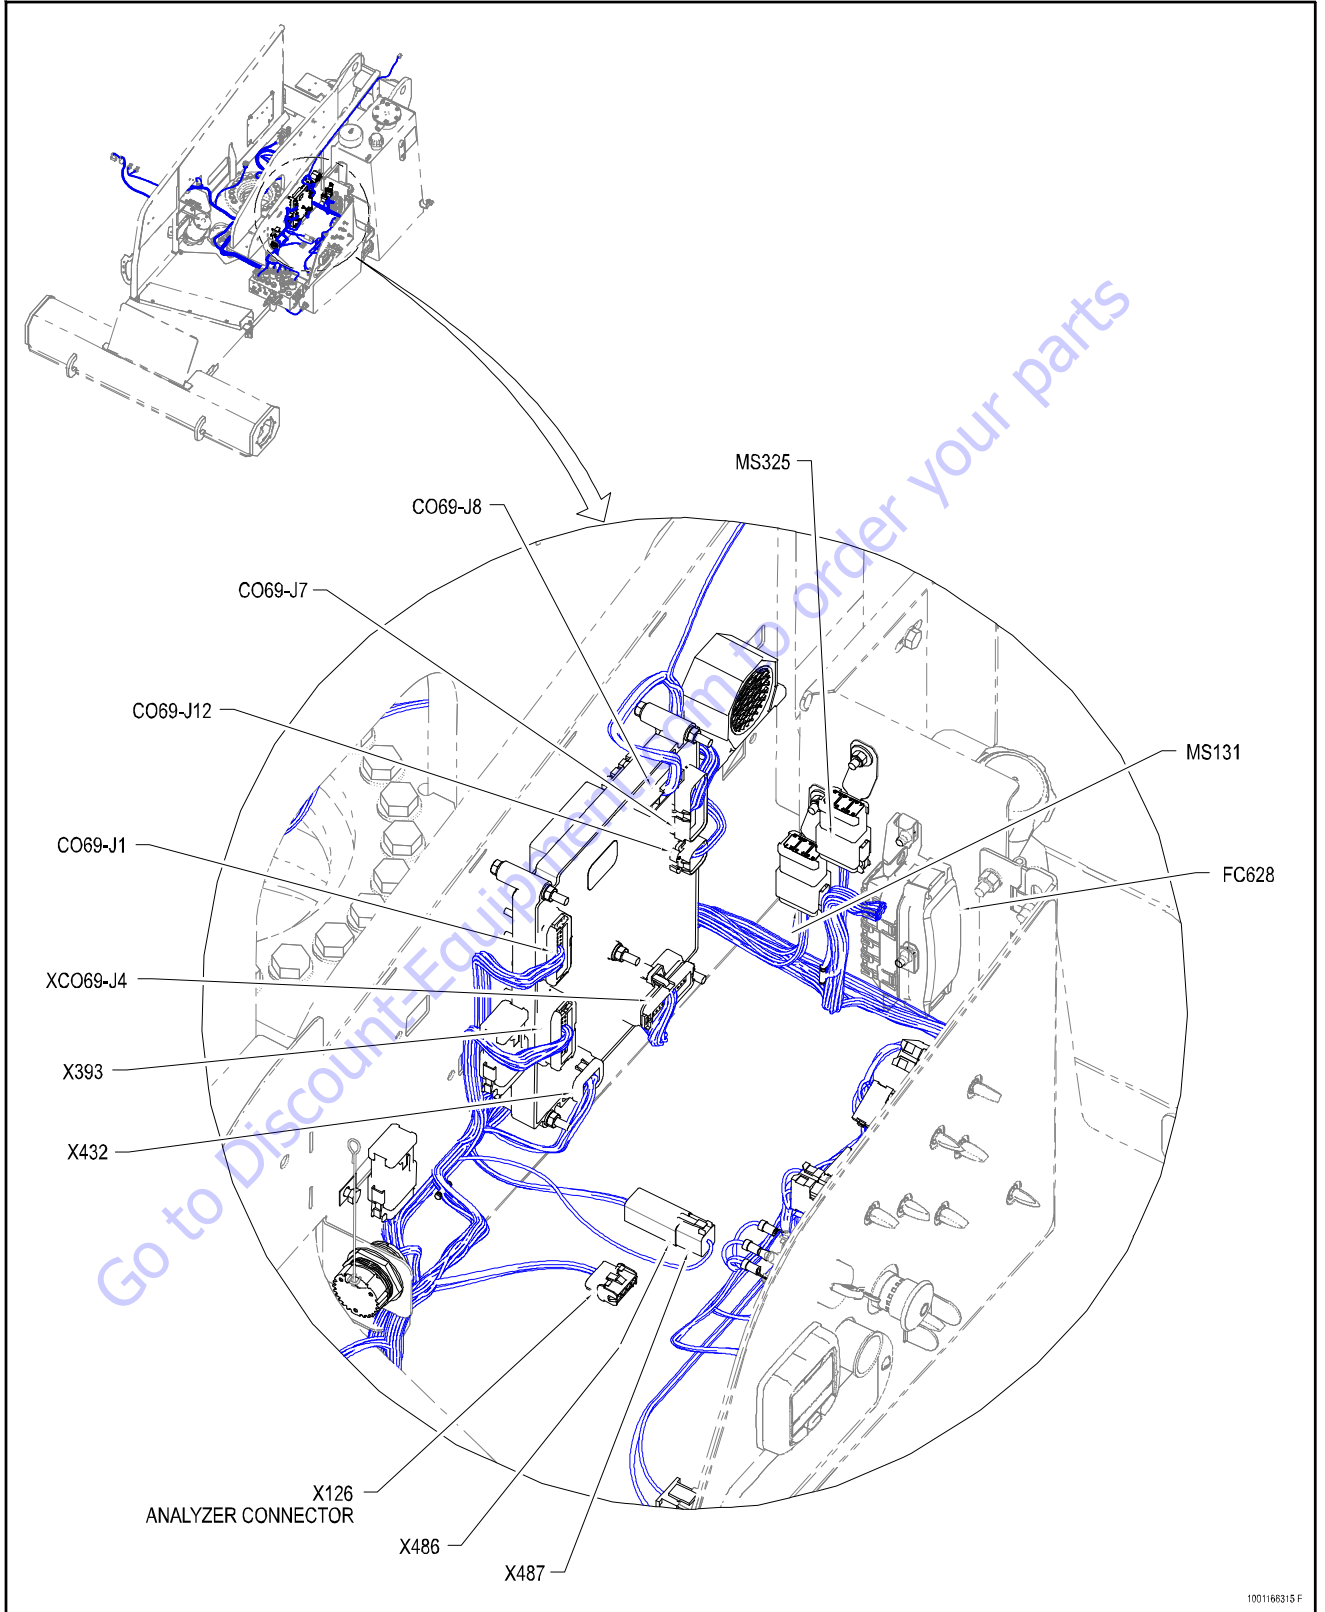 MS325
CO69-J8
CO69-J7
CO69-J12
MS131
CO69-J1
FC628
XCO69-J4
X393
X432
X126
ANALYZER CONNECTOR
X486
X487
Go to Discount-Equipment.com to order your parts
1001166315 F